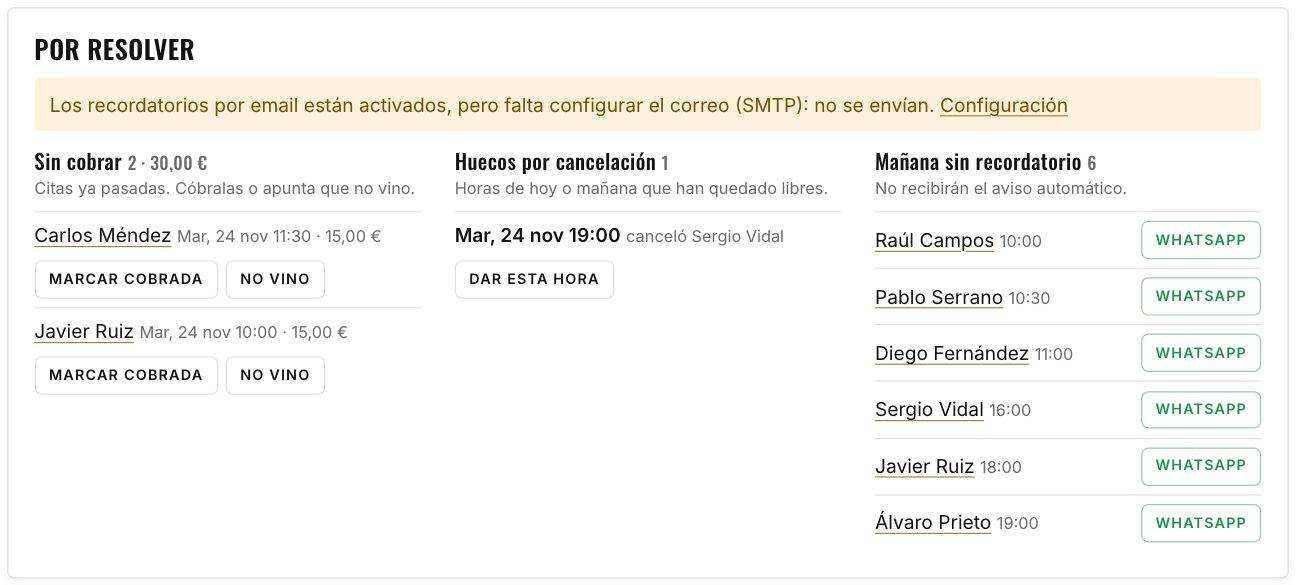 POR RESOLVER
Los recordatorios por email están activados, pero falta configurar el correo (SMTP): no se envían. Configuración
Sin cobrar 2 · 30,00 €
Citas ya pasadas. Cóbralas o apunta que no vino.
Carlos Méndez Mar, 24 nov 11:30 · 15,00 €
MARCAR COBRADA NO VINO
Javier Ruiz Mar, 24 nov 10:00 · 15,00 €
MARCAR COBRADA NO VINO
Huecos por cancelación 1
Horas de hoy o mañana que han quedado libres.
Mar, 24 nov 19:00 canceló Sergio Vidal
DAR ESTA HORA
Mañana sin recordatorio 6
No recibirán el aviso automático.
Raúl Campos 10:00 WHATSAPP
Pablo Serrano 10:30 WHATSAPP
Diego Fernández 11:00 WHATSAPP
Sergio Vidal 16:00 WHATSAPP
Javier Ruiz 18:00 WHATSAPP
Álvaro Prieto 19:00 WHATSAPP